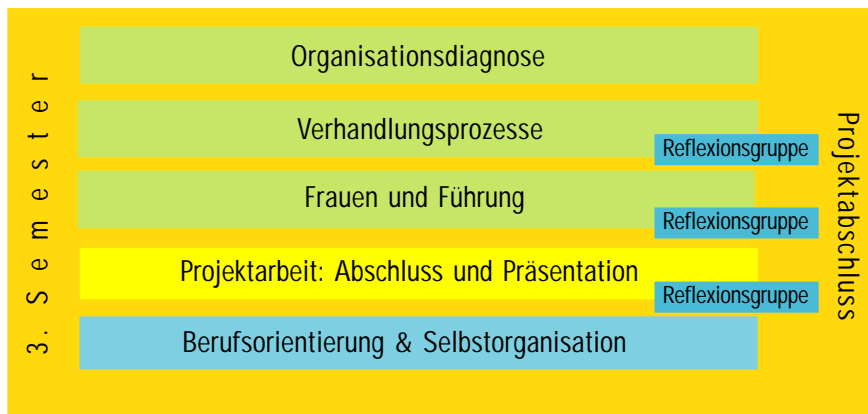 3. Semester
Organisationsdiagnose
Verhandlungsprozesse
Reflexionsgruppe
Frauen und Führung
Reflexionsgruppe
Projektarbeit: Abschluss und Präsentation
Reflexionsgruppe
Berufsorientierung & Selbstorganisation
Projektabschluss